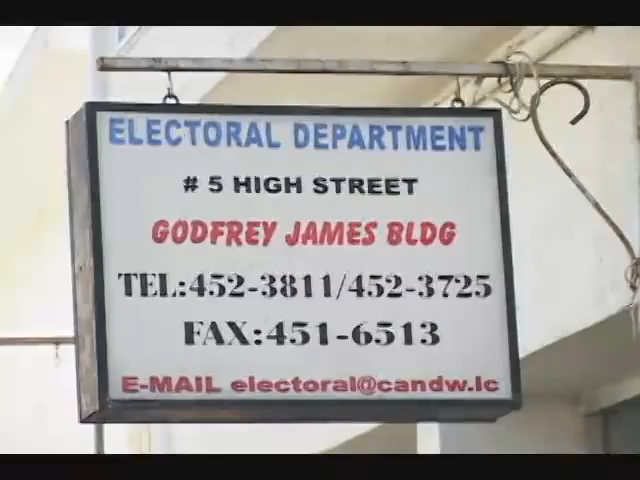 ELECTORAL DEPARTMENT
# 5 HIGH STREET
GODFREY JAMES BLDG
TEL:452-3811/452-3725
FAX:451-6513
E-MAIL electoral@candw.lc